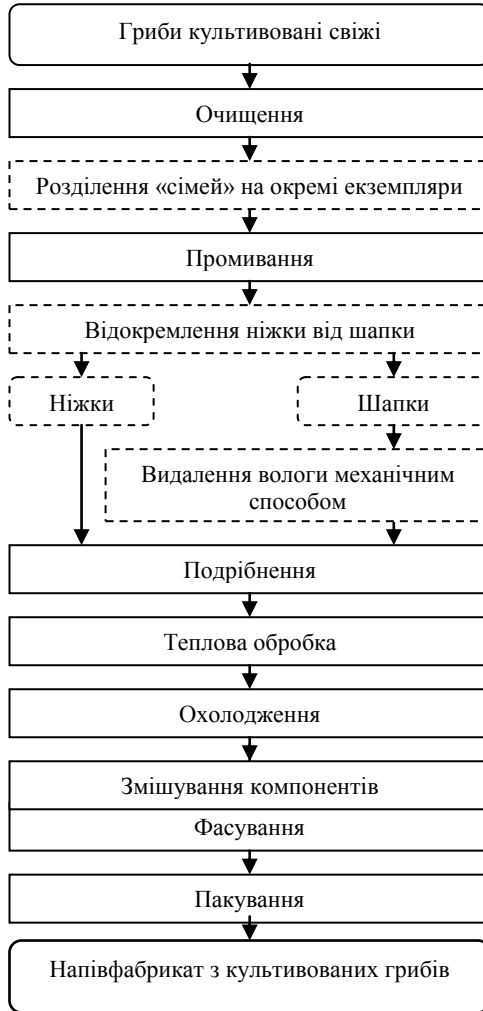 Гриби культивовані свіжі
Очищення
Розділення «сімей» на окремі екземпляри
Промивання
Відокремлення ніжки від шапки
Ніжки
Шапки
Видалення вологи механічним
способом
Подрібнення
Теплова обробка
Охолодження
Змішування компонентів
Фасування
Пакування
Напівфабрикат з культивованих грибів